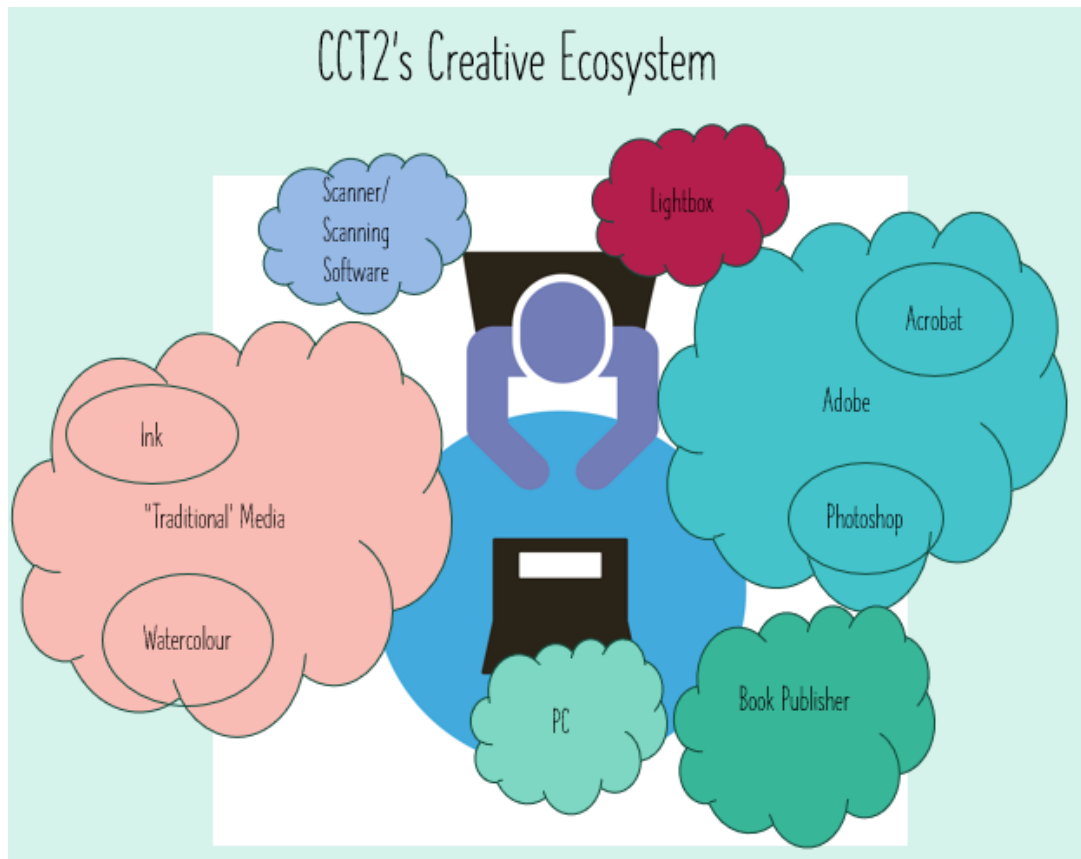 CCT2's Creative Ecosystem
Scanner/
Scanning
Software
Lightbox
Acrobat
Adobe
Ink
"Traditional' Media
Photoshop
Watercolour
Book Publisher
PC